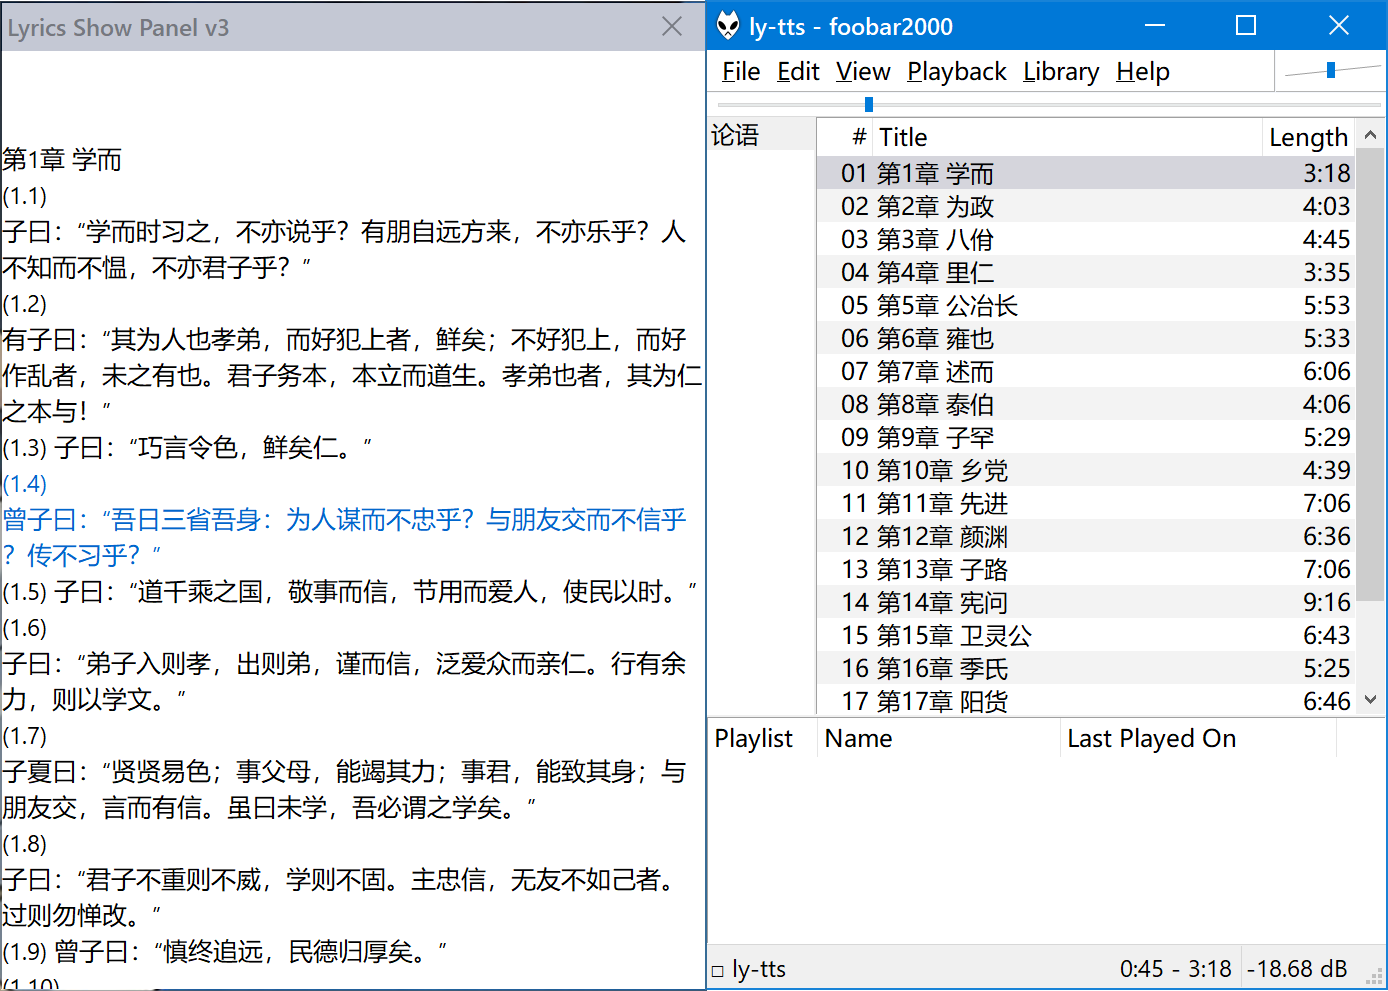 Lyrics Show Panel v3
第1章 学而
(1.1)
子曰：“学而时习之，不亦说乎？有朋自远方来，不亦乐乎？人
不知而不愠，不亦君子乎？”
(1.2)
有子曰：“其为人也孝弟，而好犯上者，鲜矣；不好犯上，而好
作乱者，未之有也。君子务本，本立而道生。孝弟也者，其为仁
之本与！”
(1.3) 子曰：“巧言令色，鲜矣仁。”
(1.4)
曾子曰：“吾日三省吾身：为人谋而不忠乎？与朋友交而不信乎
？传不习乎？”
(1.5) 子曰：“道千乘之国，敬事而信，节用而爱人，使民以时。”
(1.6)
子曰：“弟子入则孝，出则弟，谨而信，泛爱众而亲仁。行有余
力，则以学文。”
(1.7)
子夏曰：“贤贤易色；事父母，能竭其力；事君，能致其身；与
朋友交，言而有信。虽曰未学，吾必谓之学矣。”
(1.8)
子曰：“君子不重则不威，学则不固。主忠信，无友不如己者。
过则勿惮改。”
(1.9) 曾子曰：“慎终追远，民德归厚矣。”
(1.10)
ly-tts - foobar2000
File Edit View Playback Library Help
论语
# Title Length
01 第1章 学而 3:18
02 第2章 为政 4:03
03 第3章 八佾 4:45
04 第4章 里仁 3:35
05 第5章 公冶长 5:53
06 第6章 雍也 5:33
07 第7章 述而 6:06
08 第8章 泰伯 4:06
09 第9章 子罕 5:29
10 第10章 乡党 4:39
11 第11章 先进 7:06
12 第12章 颜渊 6:36
13 第13章 子路 7:06
14 第14章 宪问 9:16
15 第15章 卫灵公 6:43
16 第16章 季氏 5:25
17 第17章 阳货 6:46
Playlist Name Last Played On
ly-tts 0:45 - 3:18 -18.68 dB